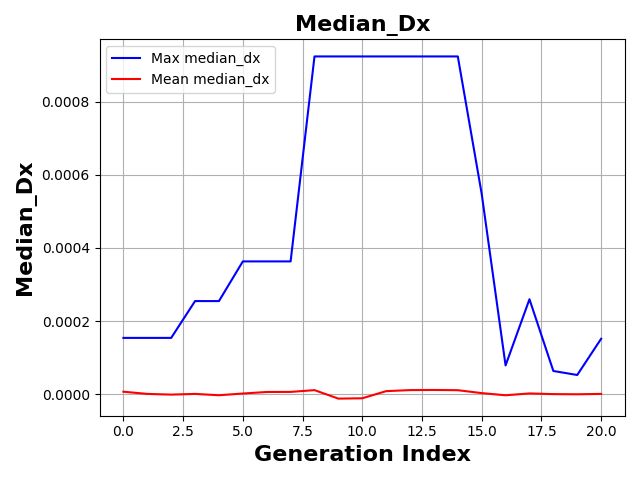 Median_Dx
Max median_dx
Mean median_dx
Median_Dx
0.0008
0.0006
0.0004
0.0002
0.0000
0.0 2.5 5.0 7.5 10.0 12.5 15.0 17.5 20.0
Generation Index